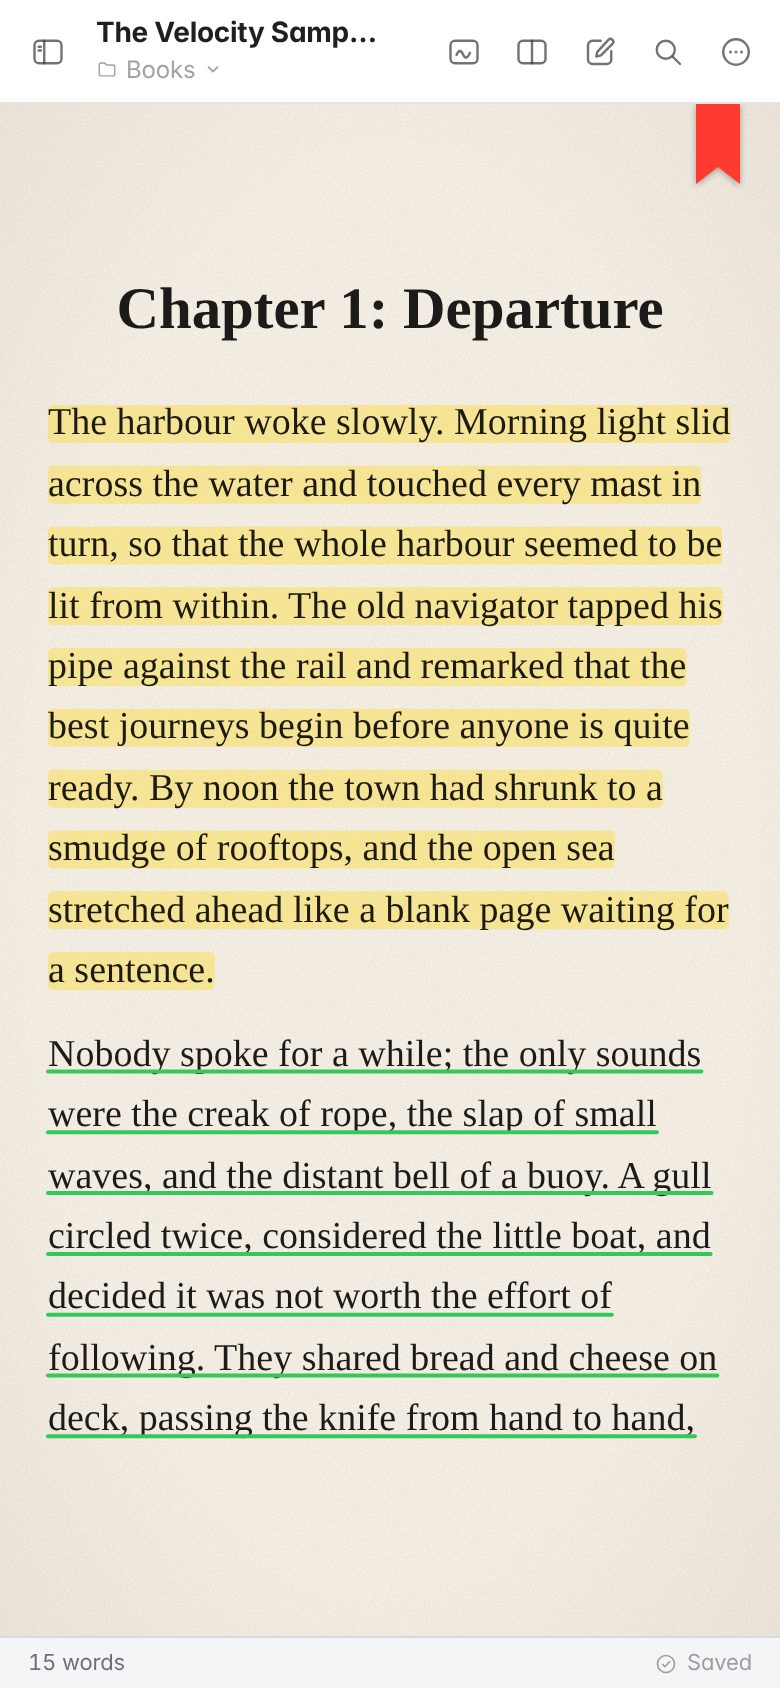 The Velocity Samp...
Books
Chapter 1: Departure
The harbour woke slowly. Morning light slid
across the water and touched every mast in
turn, so that the whole harbour seemed to be
lit from within. The old navigator tapped his
pipe against the rail and remarked that the
best journeys begin before anyone is quite
ready. By noon the town had shrunk to a
smudge of rooftops, and the open sea
stretched ahead like a blank page waiting for
a sentence.
Nobody spoke for a while; the only sounds
were the creak of rope, the slap of small
waves, and the distant bell of a buoy. A gull
circled twice, considered the little boat, and
decided it was not worth the effort of
following. They shared bread and cheese on
deck, passing the knife from hand to hand,
15 words
Saved